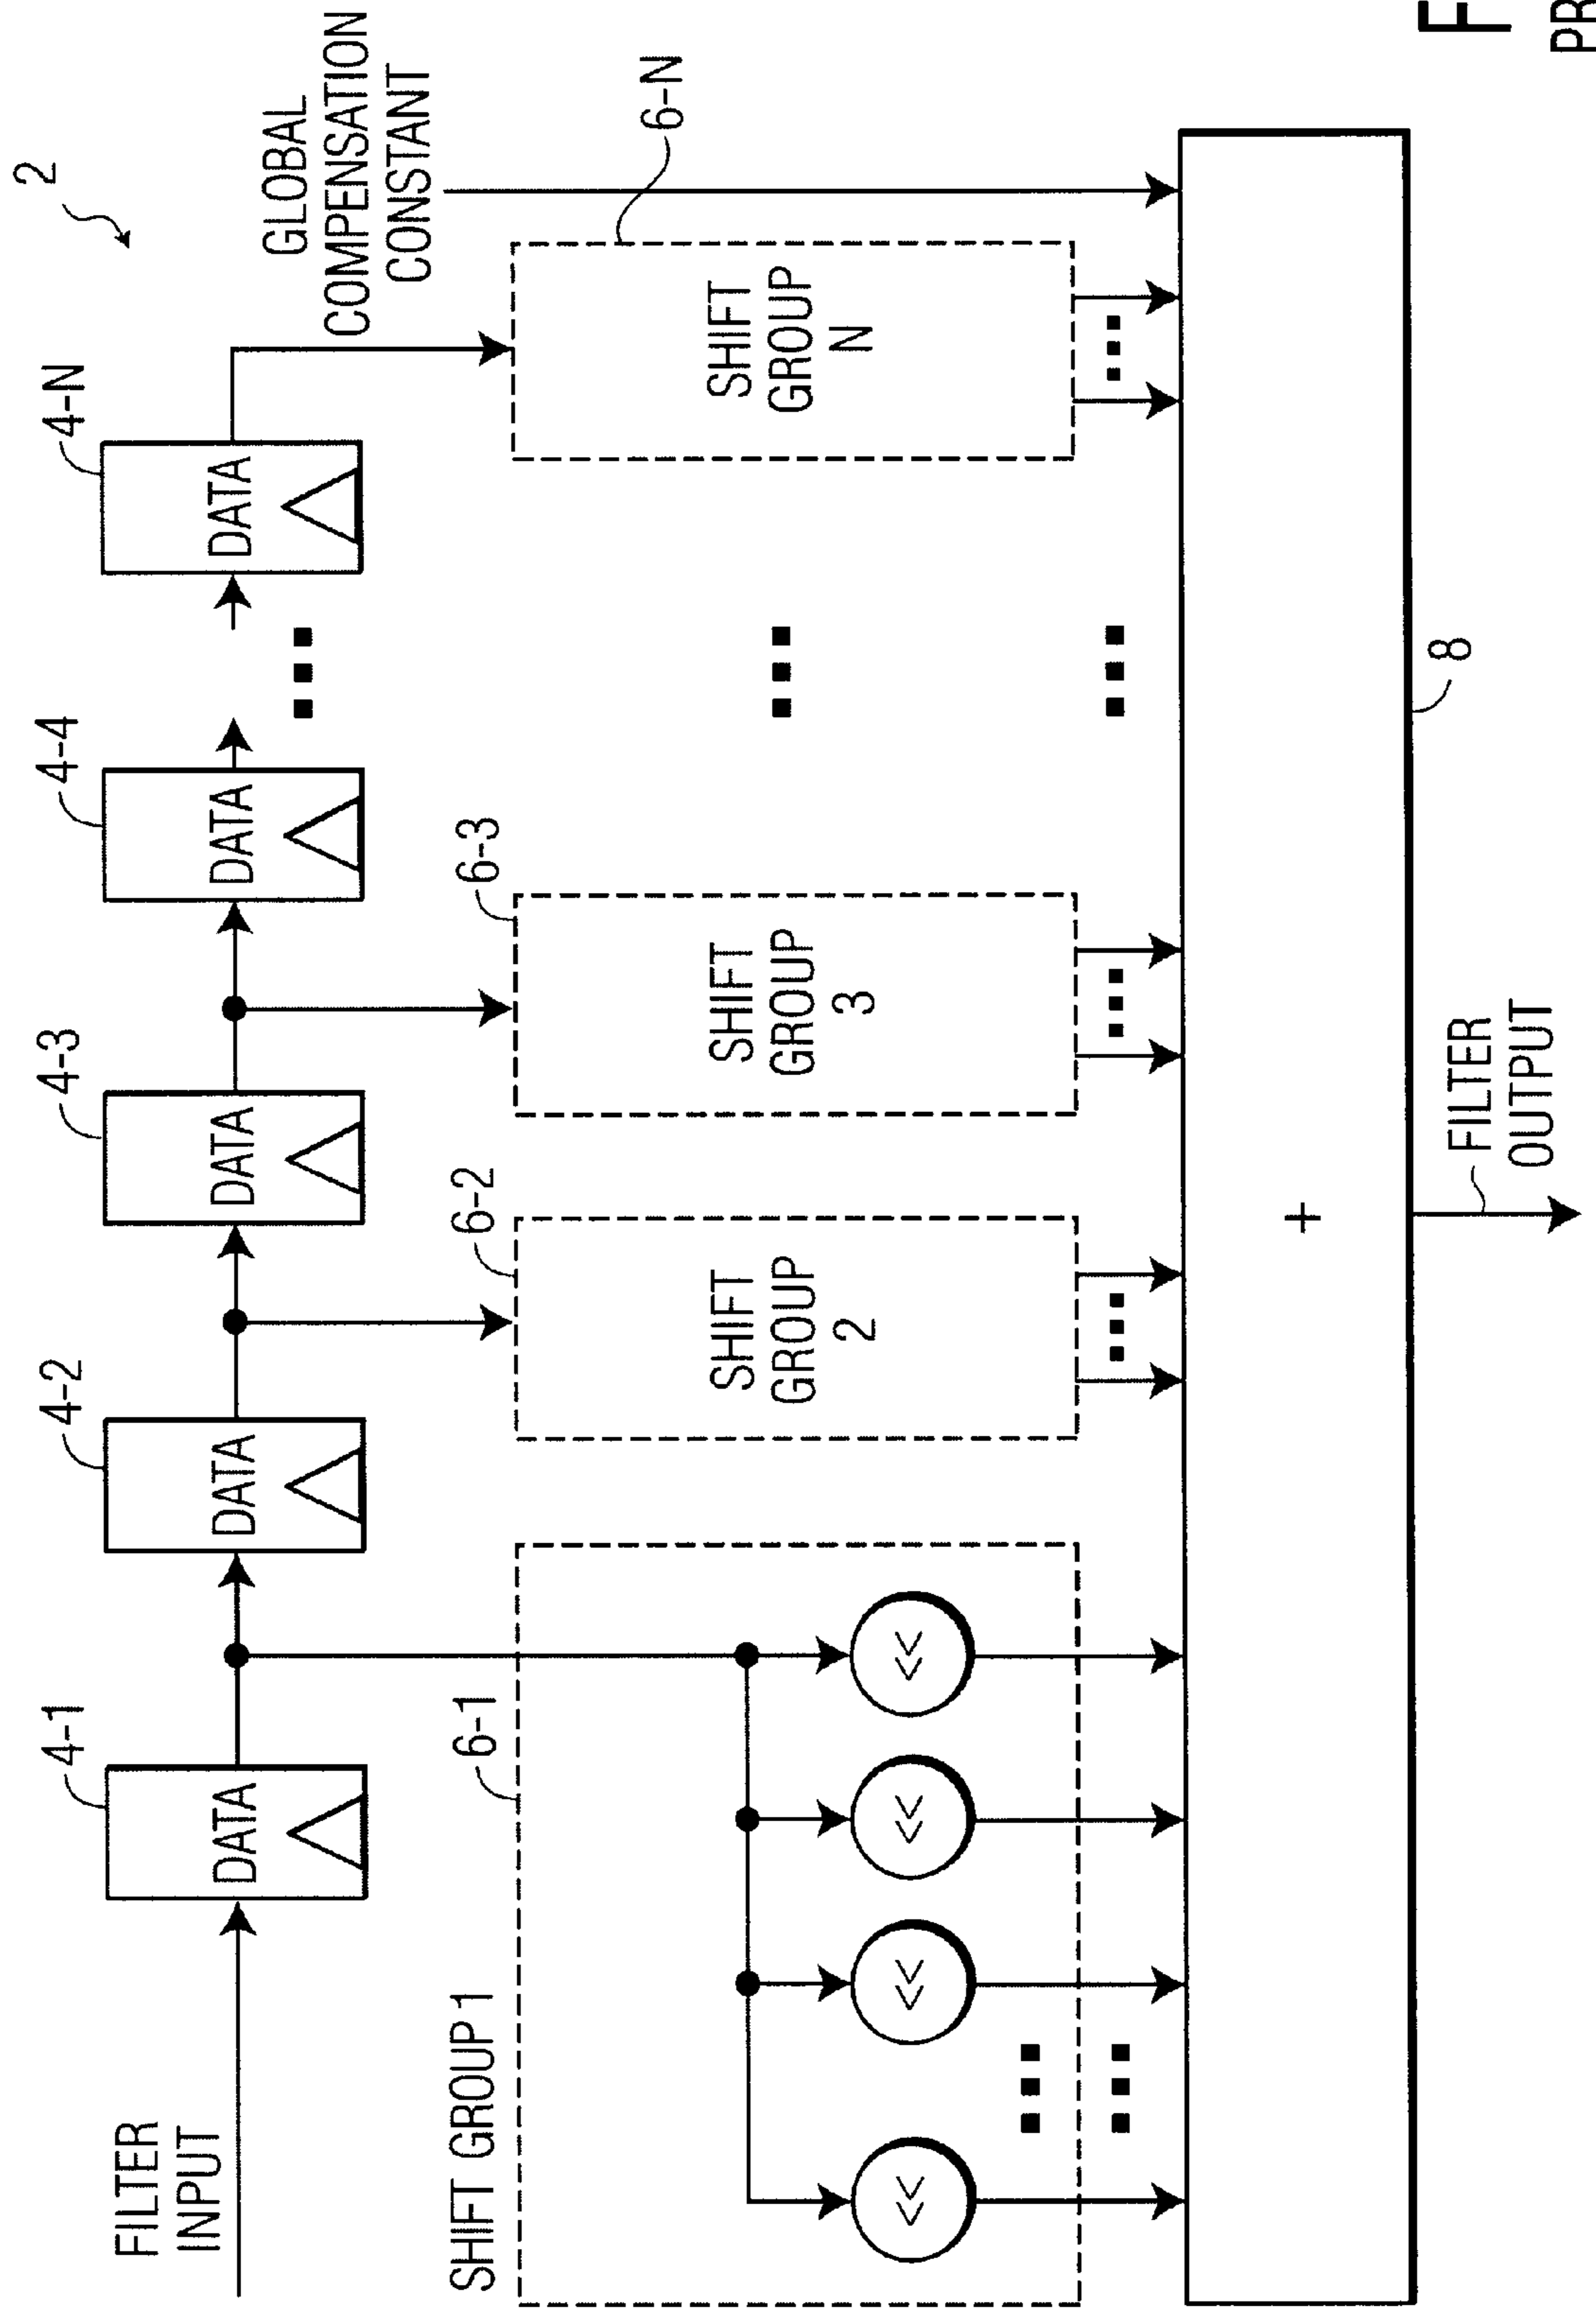 2
FILTER
INPUT
4-1
DATA
4-2
DATA
4-3
DATA
4-4
DATA
4-N
DATA
GLOBAL
COMPENSATION
CONSTANT
SHIFT GROUP 1
6-1
<<
<<
<<
<<
6-2
SHIFT
GROUP
2
6-3
SHIFT
GROUP
3
6-N
SHIFT
GROUP
N
+
8
FILTER
OUTPUT
F
PR